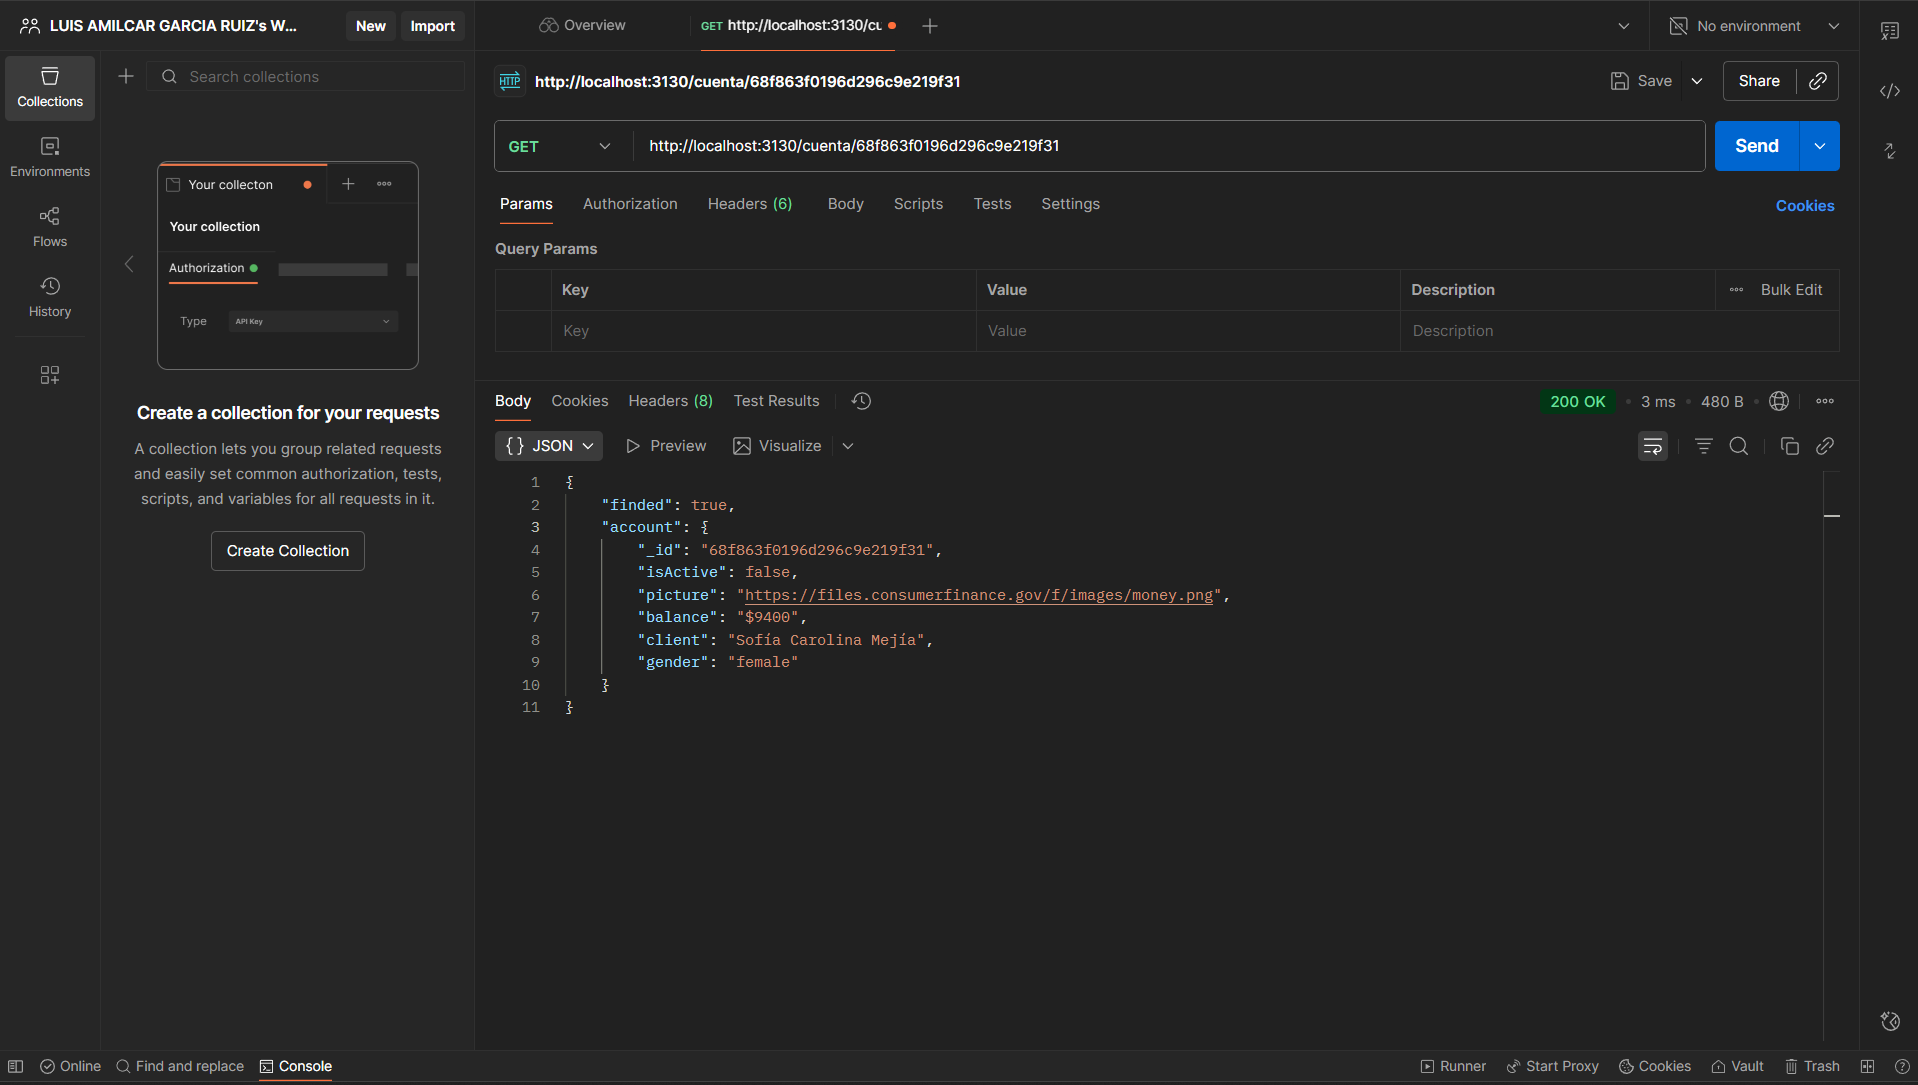 LUIS AMILCAR GARCIA RUIZ's W...
New
Import
Overview
GET http://localhost:3130/cu
No environment
Collections
Environments
Flows
History
Search collections
Your collecton
Your collection
Authorization
Type
API Key
Create a collection for your requests
A collection lets you group related requests
and easily set common authorization, tests,
scripts, and variables for all requests in it.
Create Collection
HTTP
http://localhost:3130/cuenta/68f863f0196d296c9e219f31
Save
Share
GET
http://localhost:3130/cuenta/68f863f0196d296c9e219f31
Send
Params
Authorization
Headers (6)
Body
Scripts
Tests
Settings
Cookies
Query Params
Key
Value
Description
Bulk Edit
Key
Value
Description
Body
Cookies
Headers (8)
Test Results
200 OK
3 ms
480 B
{} JSON
Preview
Visualize
1 {
2 "finded": true,
3 "account": {
4 "_id": "68f863f0196d296c9e219f31",
5 "isActive": false,
6 "picture": "https://files.consumerfinance.gov/f/images/money.png",
7 "balance": "$9400",
8 "client": "Sofía Carolina Mejía",
9 "gender": "female"
10 }
11 }
Online
Find and replace
Console
Runner
Start Proxy
Cookies
Vault
Trash